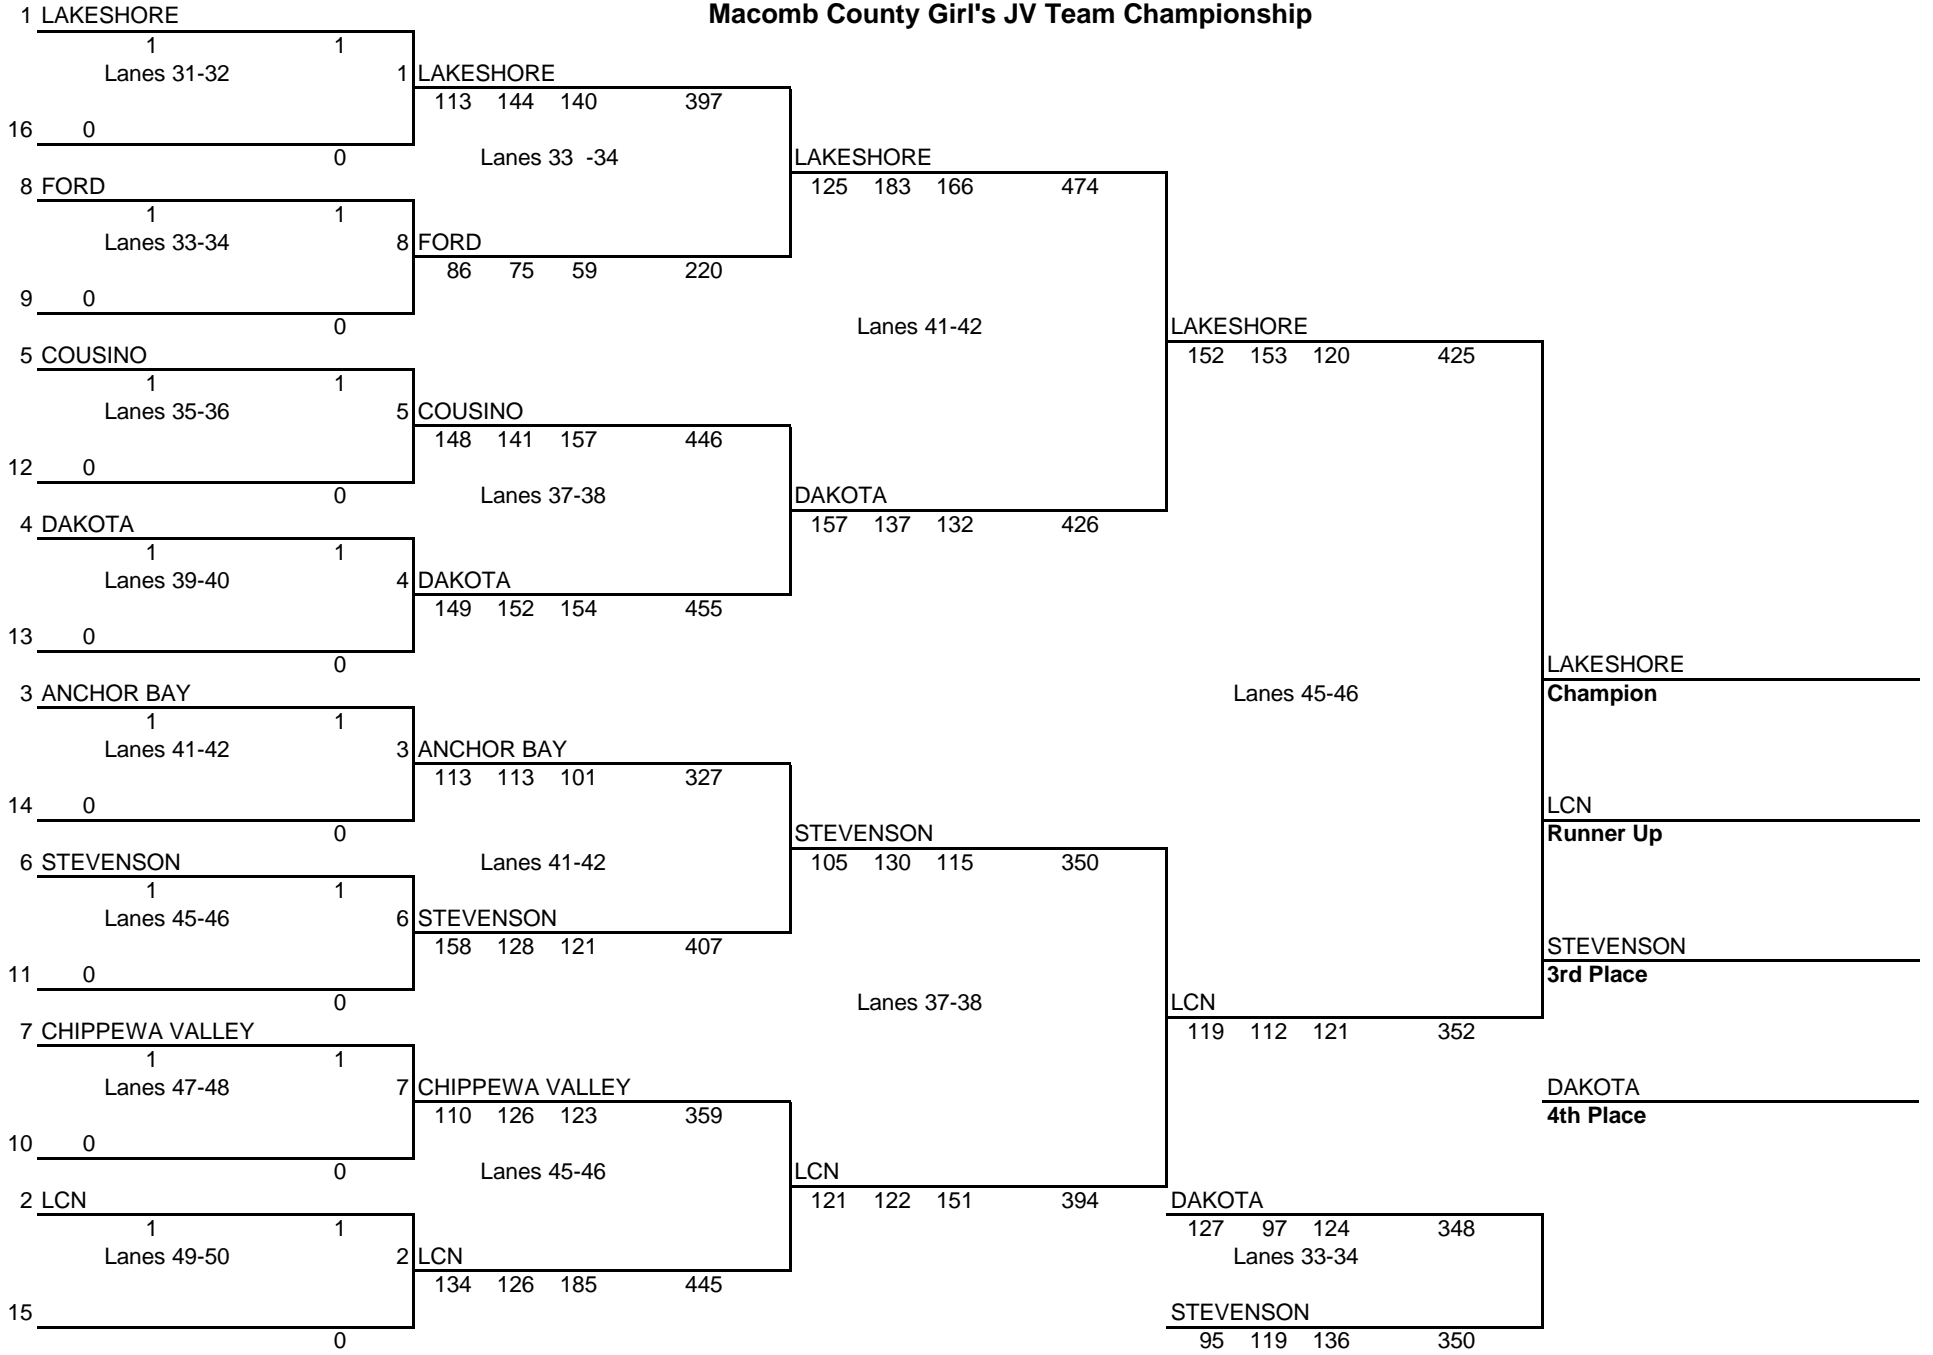 Macomb County Girl's JV Team Championship
1 LAKESHORE
1 1
Lanes 31-32
1 LAKESHORE
113 144 140 397
16 0
0
Lanes 33 -34
LAKESHORE
8 FORD
125 183 166 474
1 1
Lanes 33-34
8 FORD
86 75 59 220
9 0
0
Lanes 41-42
LAKESHORE
5 COUSINO
152 153 120 425
1 1
Lanes 35-36
5 COUSINO
148 141 157 446
12 0
0
Lanes 37-38
DAKOTA
4 DAKOTA
157 137 132 426
1 1
Lanes 39-40
4 DAKOTA
149 152 154 455
13 0
0
LAKESHORE
3 ANCHOR BAY
Lanes 45-46
Champion
1 1
Lanes 41-42
3 ANCHOR BAY
113 113 101 327
14 0
LCN
0
STEVENSON
Runner Up
6 STEVENSON
Lanes 41-42
105 130 115 350
1 1
Lanes 45-46
6 STEVENSON
158 128 121 407
STEVENSON
11 0
3rd Place
0
Lanes 37-38
LCN
7 CHIPPEWA VALLEY
119 112 121 352
1 1
Lanes 47-48
7 CHIPPEWA VALLEY
DAKOTA
110 126 123 359
4th Place
10 0
0
Lanes 45-46
LCN
2 LCN
121 122 151 394
DAKOTA
1 1
127 97 124 348
Lanes 49-50
2 LCN
Lanes 33-34
134 126 185 445
15
STEVENSON
0
95 119 136 350